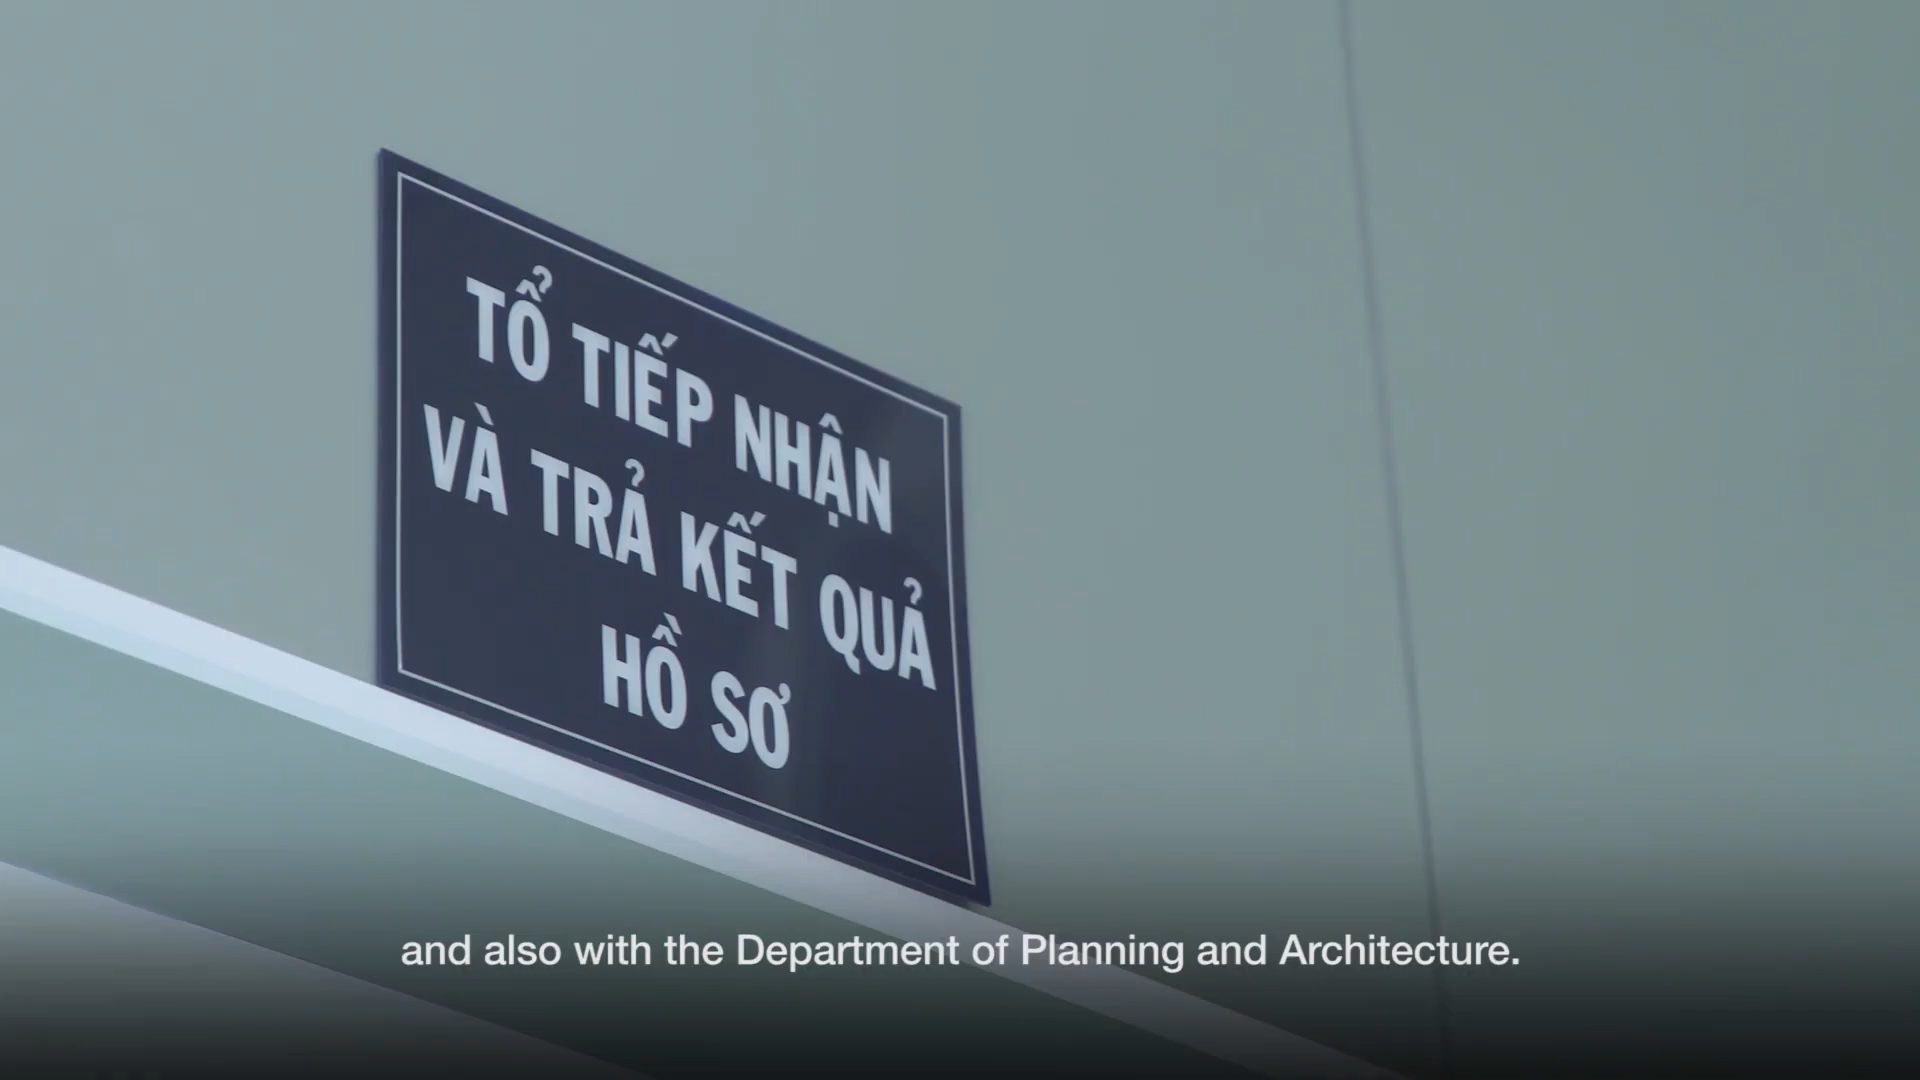 TỔ TIẾP NHẬN
VÀ TRẢ KẾT QUẢ
HỒ SƠ
and also with the Department of Planning and Architecture.